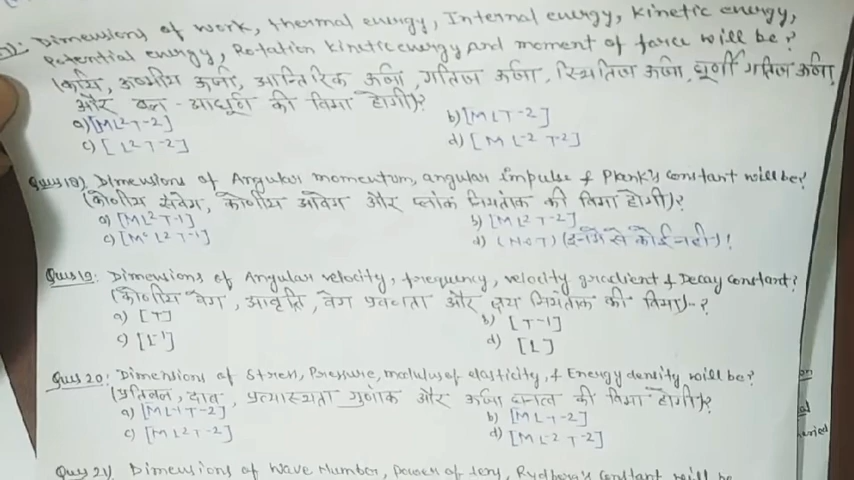 Dimensions of work, thermal energy, Internal energy, Kinetic energy,
Potential energy, Rotation kinetic energy and moment of force will be?
(कार्य, ऊष्मीय ऊर्जा, आन्तिरिक ऊर्जा, गतिज ऊर्जा, स्थितिज ऊर्जा, घूर्णी गतिज ऊर्जा,
और बल-आघूर्ण की विमा होगी)?
a) [ML2T-2] b) [MLT-2]
c) [L2T-2] d) [ML-2T-2]
Ques 18) Dimensions of Angular momentum, angular impulse & Plank's constant will be?
(कोणीय संवेग, कोणीय आवेग और प्लांक नियतांक की विमा होगी)?
a) [ML2T-1] b) [ML2T-2]
c) [M° L2T-1] d) (N.O.T) (इनमें से कोई नहीं)!
Ques 19: Dimensions of Angular velocity, frequency, velocity gradient & Decay constant?
(कोणीय वेग, आवृति, वेग प्रवणता और क्षय नियतांक की विमा)-?
a) [T] b) [T-1]
c) [L-1] d) [L]
Ques 20: Dimensions of Stress, Pressure, modulus of elasticity, & Energy density will be?
(प्रतिबल, दाब, प्रत्यास्थता गुणांक और ऊर्जा घनत्व की विमा होगी)?
a) [ML-1T-2] b) [MLT-2]
c) [ML2T-2] d) [ML-2T-2]
Ques 21) Dimensions of Wave Number, Power of lens, Rydberg's constant will be